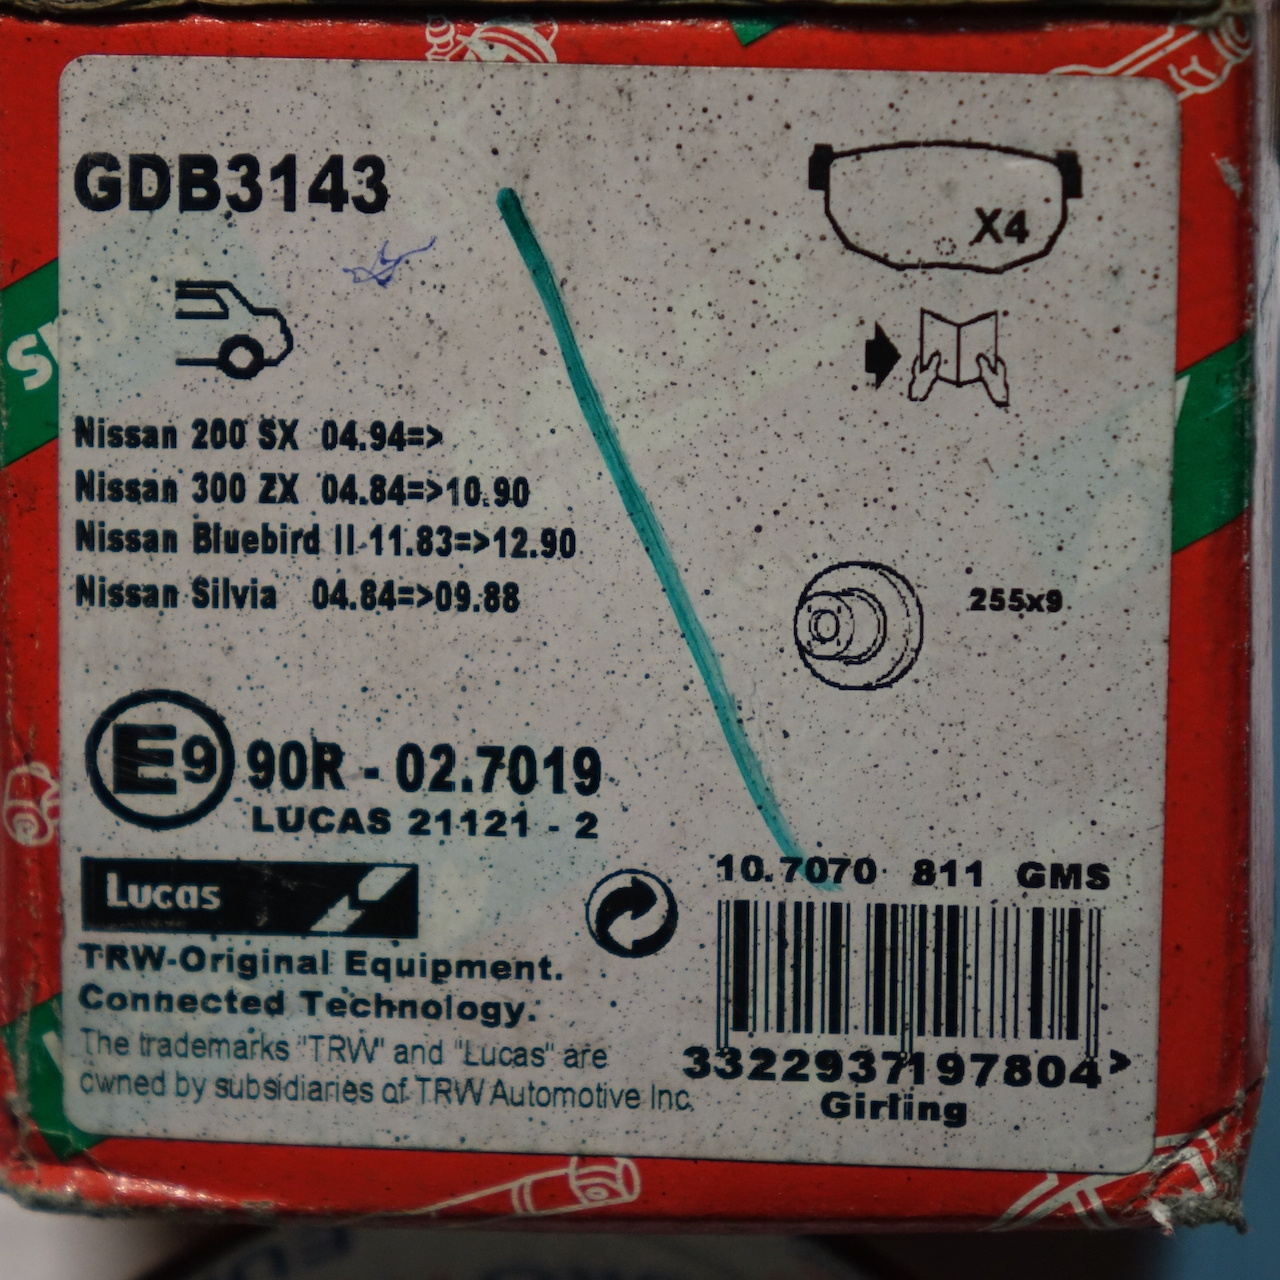 GDB3143
X4
Nissan 200 SX 04.94=>
Nissan 300 ZX 04.84=>10.90
Nissan Bluebird II 11.83=>12.90
Nissan Silvia 04.84=>09.88
255x9
E9 90R - 02.7019
LUCAS 21121 - 2
Lucas
10.7070 811 GMS
TRW-Original Equipment.
Connected Technology.
The trademarks "TRW" and "Lucas" are
owned by subsidiaries of TRW Automotive Inc.
3322937197804>
Girling